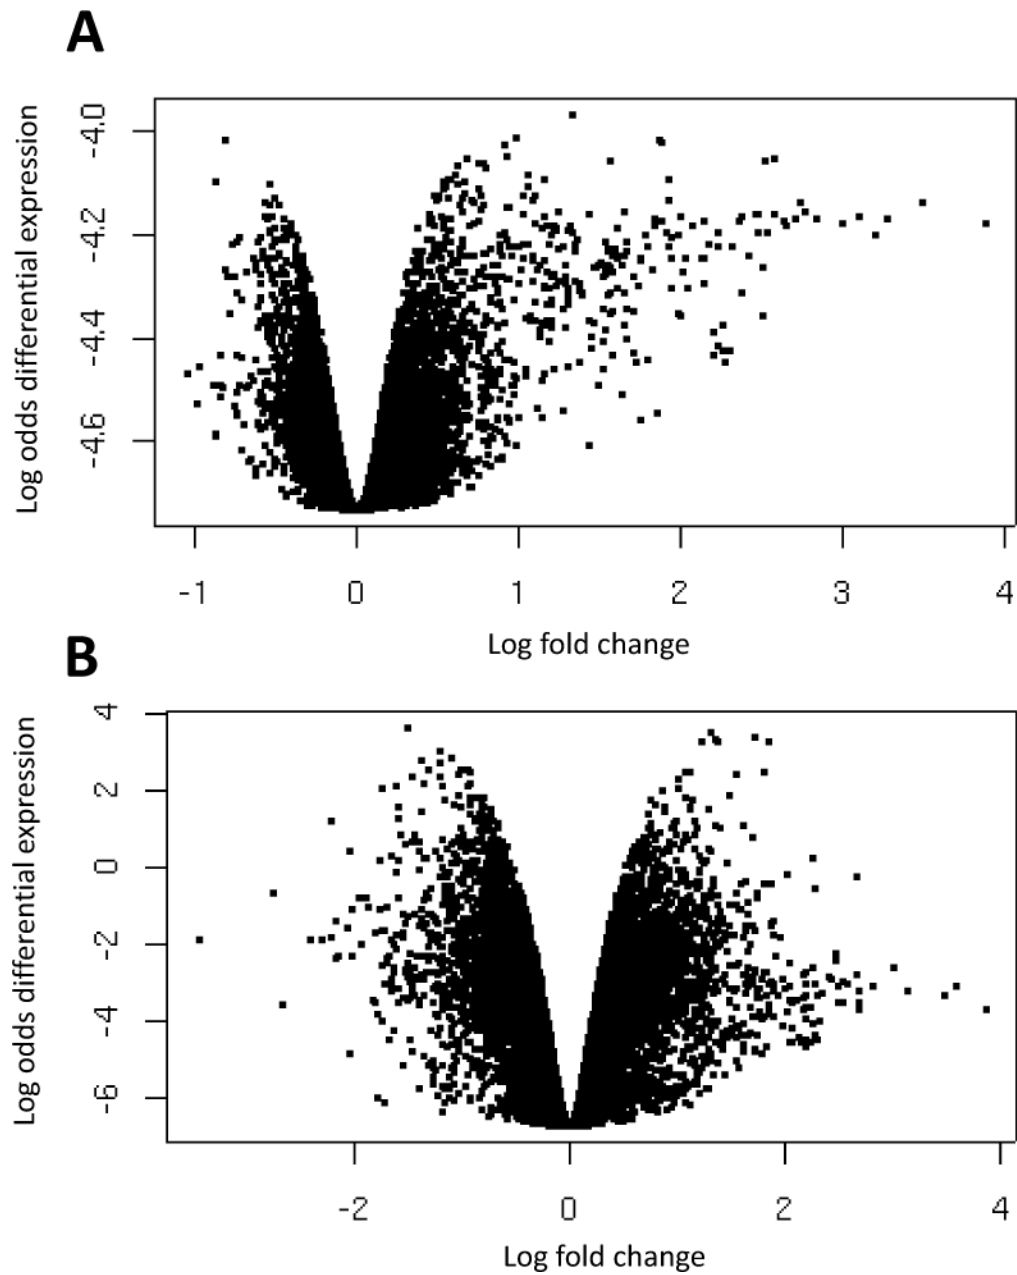 A
Log odds differential expression
-4.0
-4.2
-4.4
-4.6
-1 0 1 2 3 4
Log fold change
B
Log odds differential expression
4
2
0
-2
-4
-6
-2 0 2 4
Log fold change